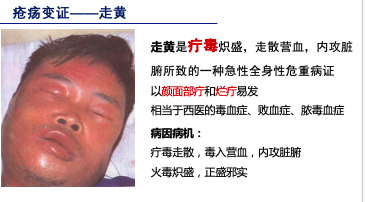 疮疡变证——走黄
走黄是疔毒炽盛，走散营血，内攻脏
腑所致的一种急性全身性危重病证
以颜面部疔和烂疔易发
相当于西医的毒血症、败血症、脓毒血症
病因病机：
疔毒走散，毒入营血，内攻脏腑
火毒炽盛，正盛邪实